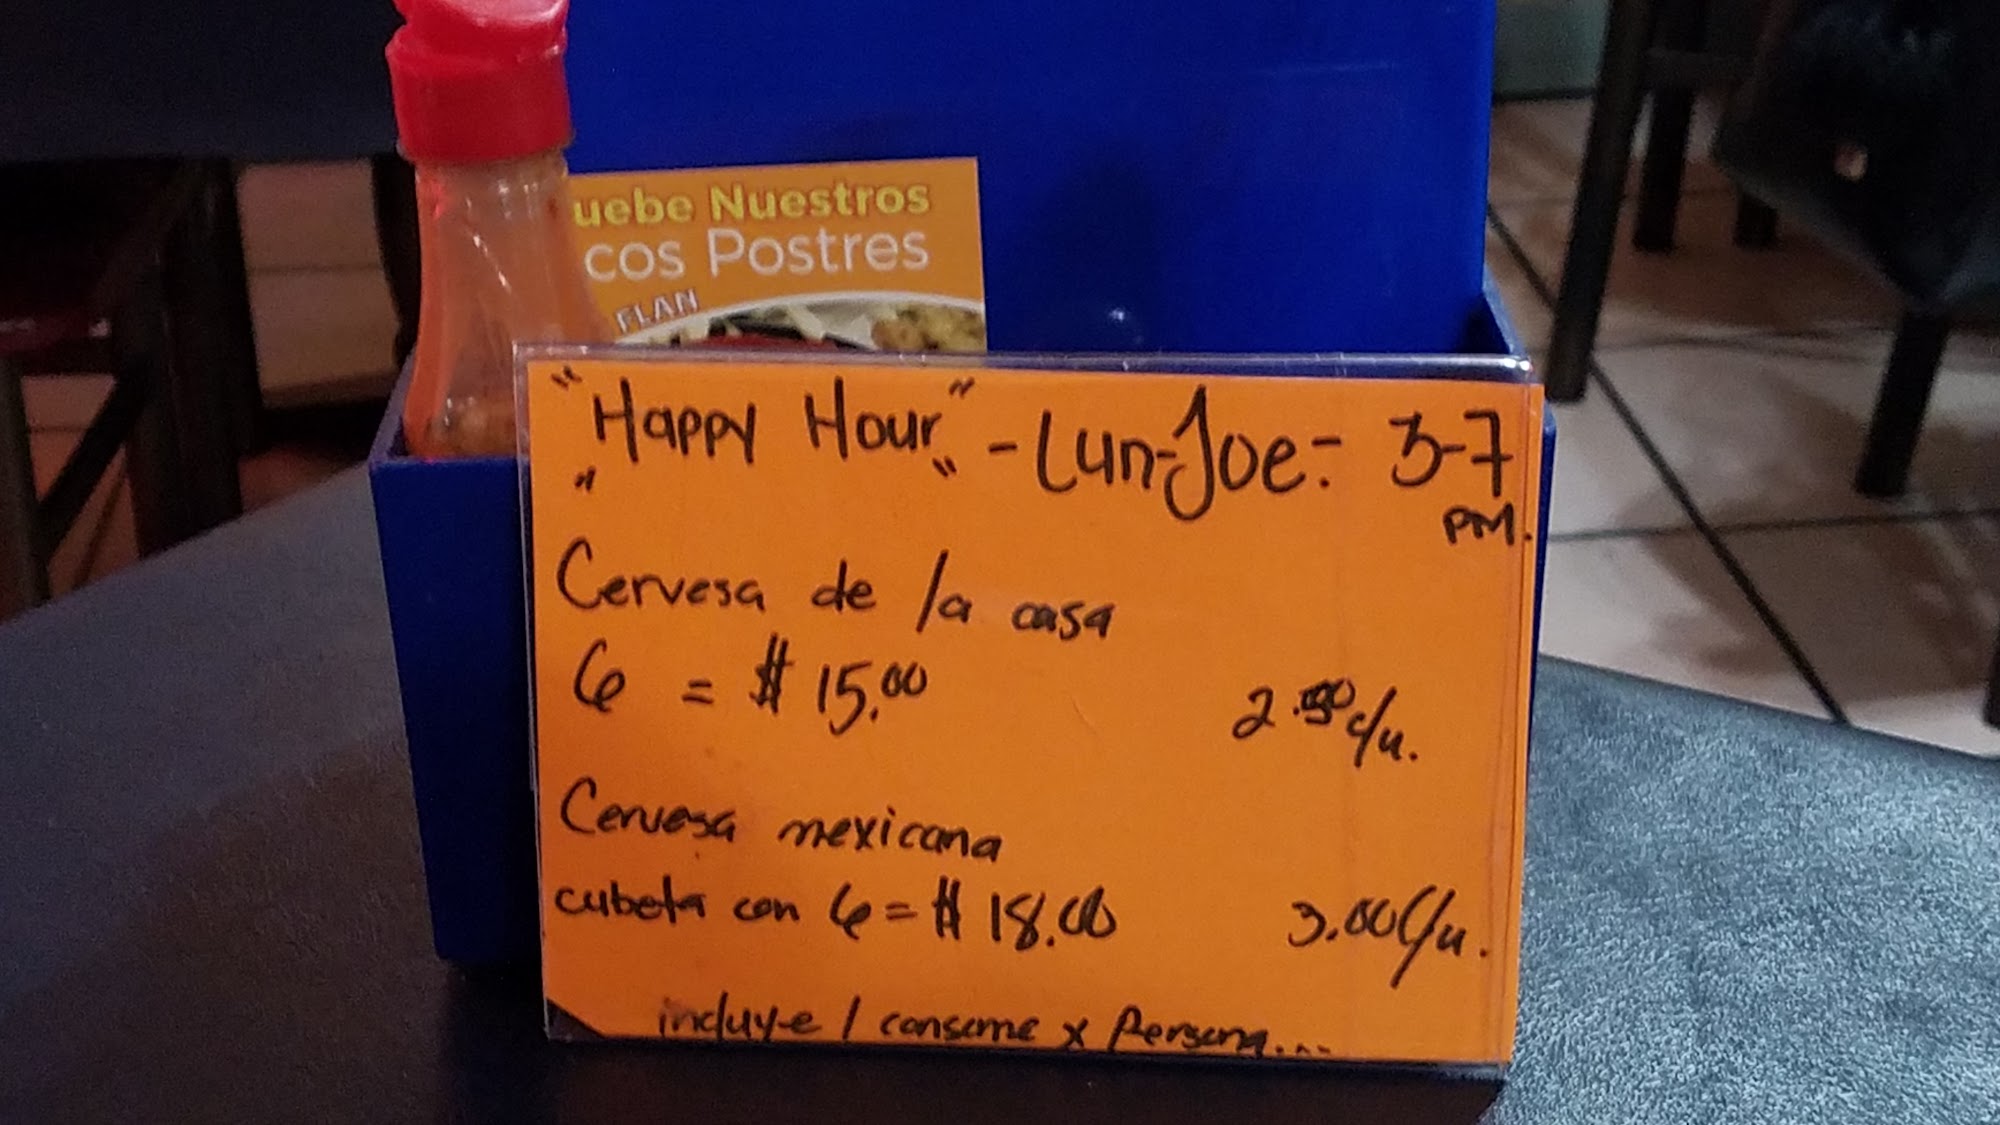 uebe Nuestros
cos Postres
FLAN
"Happy Hour" - Lun-Joe- 3-7
PM.
Cervesa de la casa
6 = $ 15.00 2.50 c/u.
Cervesa mexicana
cubeta con 6 = $ 18.00 3.00 c/u.
incluye 1 consome x Persona...